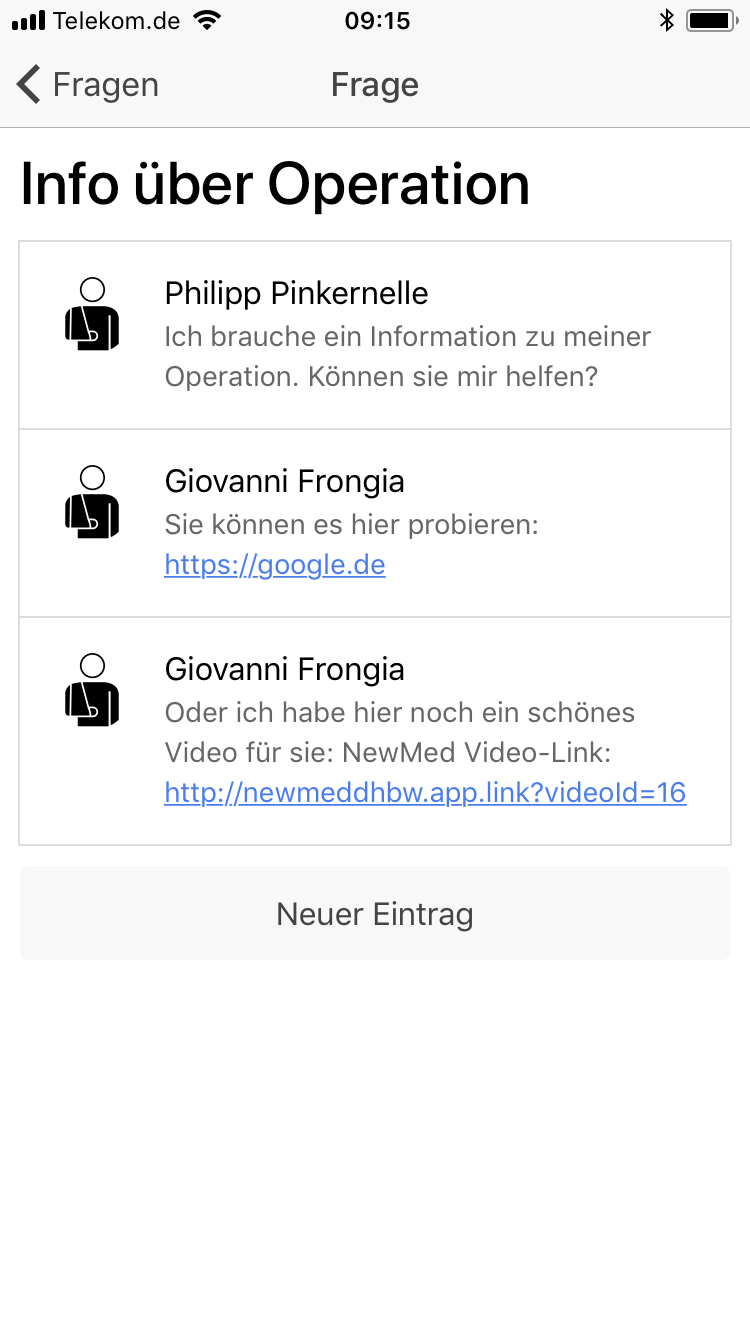 Telekom.de 09:15
Fragen Frage
Info über Operation
Philipp Pinkernelle
Ich brauche ein Information zu meiner
Operation. Können sie mir helfen?
Giovanni Frongia
Sie können es hier probieren:
https://google.de
Giovanni Frongia
Oder ich habe hier noch ein schönes
Video für sie: NewMed Video-Link:
http://newmeddhbw.app.link?videoId=16
Neuer Eintrag